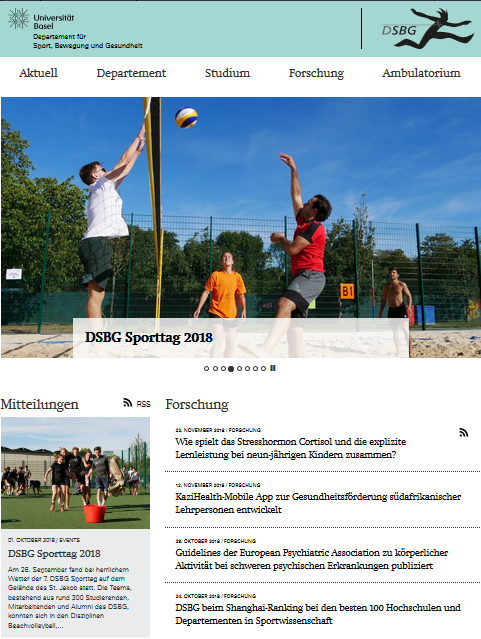 Universität
Basel
Departement für
Sport, Bewegung und Gesundheit
DSBG
Aktuell Departement Studium Forschung Ambulatorium
B1
DSBG Sporttag 2018
Mitteilungen RSS
01. OKTOBER 2018 / EVENTS
DSBG Sporttag 2018
Am 26. September fand bei herrlichem
Wetter der 7. DSBG Sporttag auf dem
Gelände des St. Jakob statt. Die Teams,
bestehend aus rund 300 Studierenden,
Mitarbeitenden und Alumni des DSBG,
konnten sich in den Disziplinen
Beachvolleyball,...
Forschung
22. NOVEMBER 2018 / FORSCHUNG
Wie spielt das Stresshormon Cortisol und die explizite
Lernleistung bei neun-jährigen Kindern zusammen?
12. NOVEMBER 2018 / FORSCHUNG
KaziHealth-Mobile App zur Gesundheitsförderung südafrikanischer
Lehrpersonen entwickelt
29. OKTOBER 2018 / FORSCHUNG
Guidelines der European Psychiatric Association zu körperlicher
Aktivität bei schweren psychischen Erkrankungen publiziert
24. OKTOBER 2018 / FORSCHUNG
DSBG beim Shanghai-Ranking bei den besten 100 Hochschulen und
Departementen in Sportwissenschaft